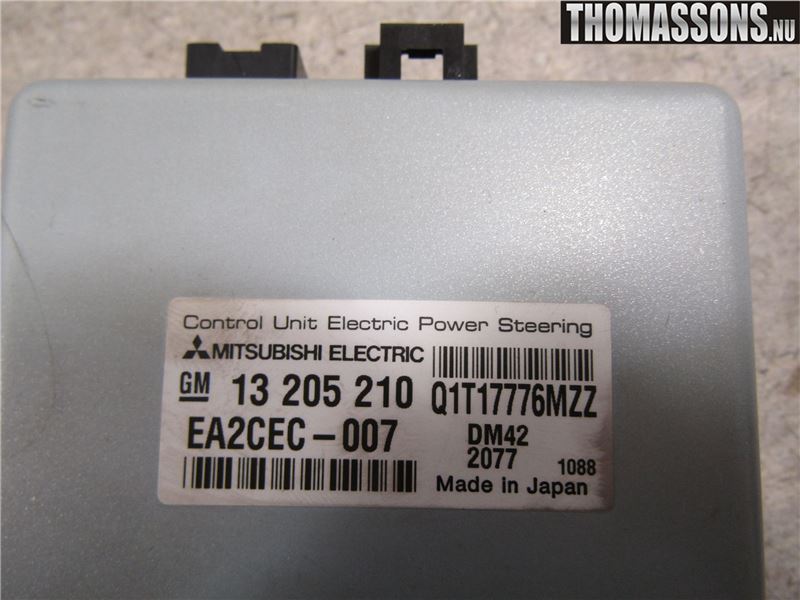 THOMASSONS.NU
Control Unit Electric Power Steering
MITSUBISHI ELECTRIC
GM 13 205 210 Q1T17776MZZ
EA2CEC-007 DM42
2077 1088
Made in Japan